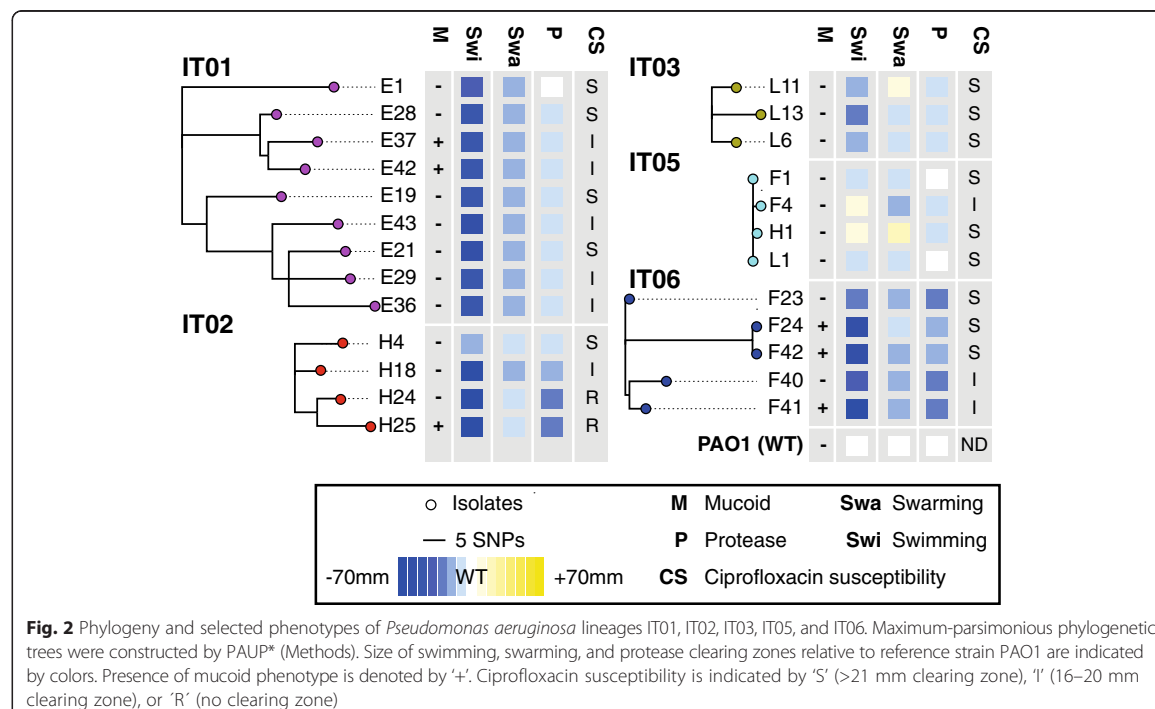 M Swi Swa P CS
IT01
E1 - S
E28 - S
E37 + I
E42 + I
E19 - S
E43 - I
E21 - S
E29 - I
E36 - I
IT02
H4 - S
H18 - I
H24 - R
H25 + R
M Swi Swa P CS
IT03
L11 - S
L13 - S
L6 - S
IT05
F1 - S
F4 - I
H1 - S
L1 - S
IT06
F23 - S
F24 + S
F42 + S
F40 - I
F41 + I
PAO1 (WT) - ND
Isolates
5 SNPs
-70mm WT +70mm
M Mucoid
Swa Swarming
P Protease
Swi Swimming
CS Ciprofloxacin susceptibility
Fig. 2 Phylogeny and selected phenotypes of Pseudomonas aeruginosa lineages IT01, IT02, IT03, IT05, and IT06. Maximum-parsimonious phylogenetic
trees were constructed by PAUP* (Methods). Size of swimming, swarming, and protease clearing zones relative to reference strain PAO1 are indicated
by colors. Presence of mucoid phenotype is denoted by ‘+’. Ciprofloxacin susceptibility is indicated by ‘S’ (>21 mm clearing zone), ‘I’ (16–20 mm
clearing zone), or ´R´ (no clearing zone)